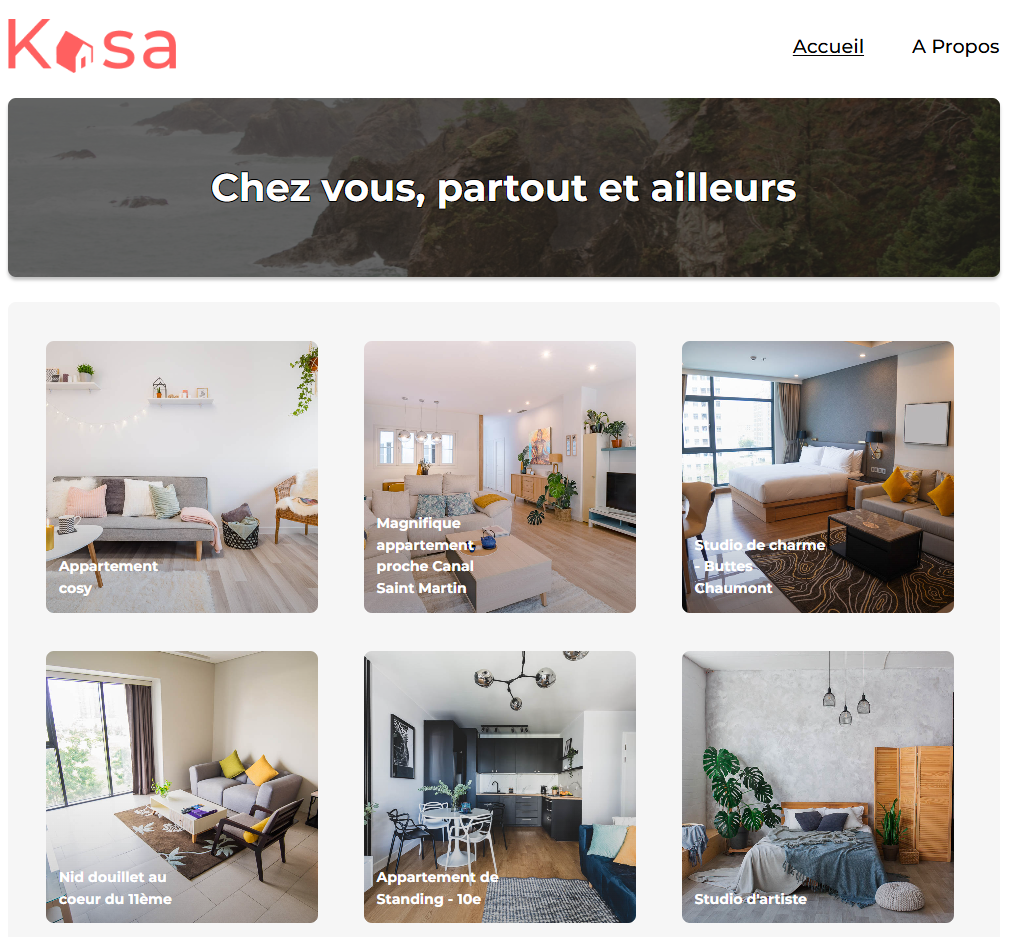 Kasa
Accueil
A Propos
Chez vous, partout et ailleurs
Appartement
cosy
Magnifique
appartement
proche Canal
Saint Martin
Studio de charme
- Buttes
Chaumont
Nid douillet au
coeur du 11ème
Appartement de
Standing - 10e
Studio d'artiste